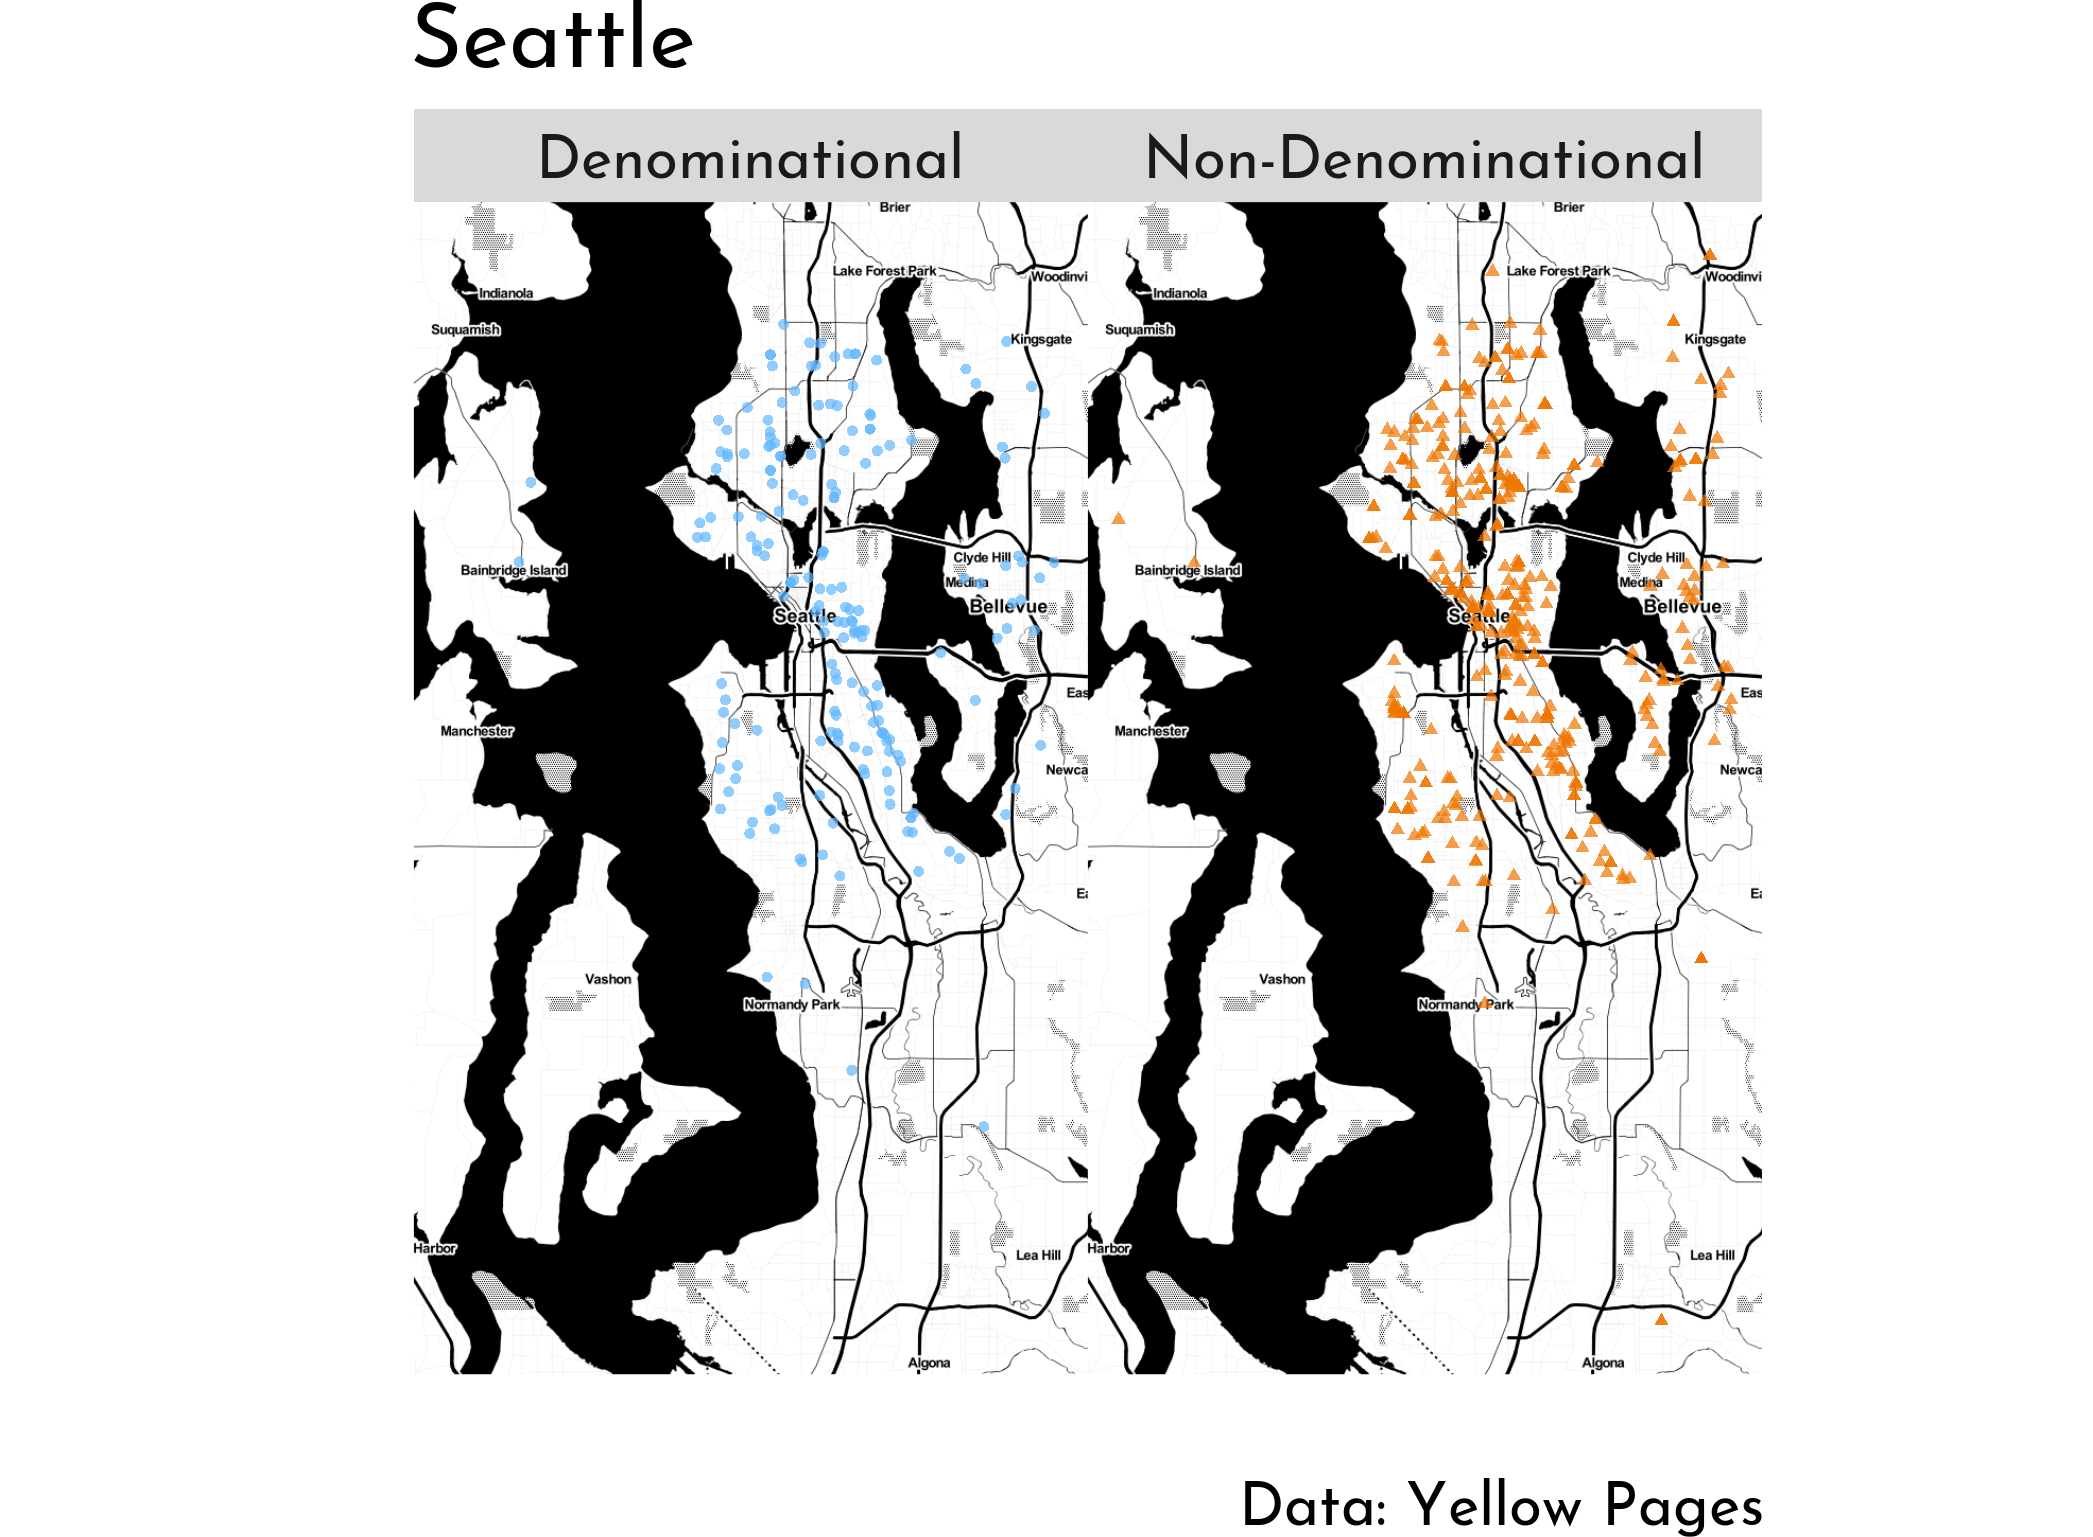 Seattle
Denominational
Non-Denominational
Brier
Lake Forest Park
Woodinvi
Indianola
Suquamish
Kingsgate
Clyde Hill
Bainbridge Island
Medina
Bellevue
Seattle
Eas
Manchester
Newca
Ea
Vashon
Normandy Park
Harbor
Lea Hill
Algona
Brier
Lake Forest Park
Woodinvi
Indianola
Suquamish
Kingsgate
Clyde Hill
Bainbridge Island
Medina
Bellevue
Seattle
Eas
Manchester
Newca
Ea
Vashon
Normandy Park
Harbor
Lea Hill
Algona
Data: Yellow Pages